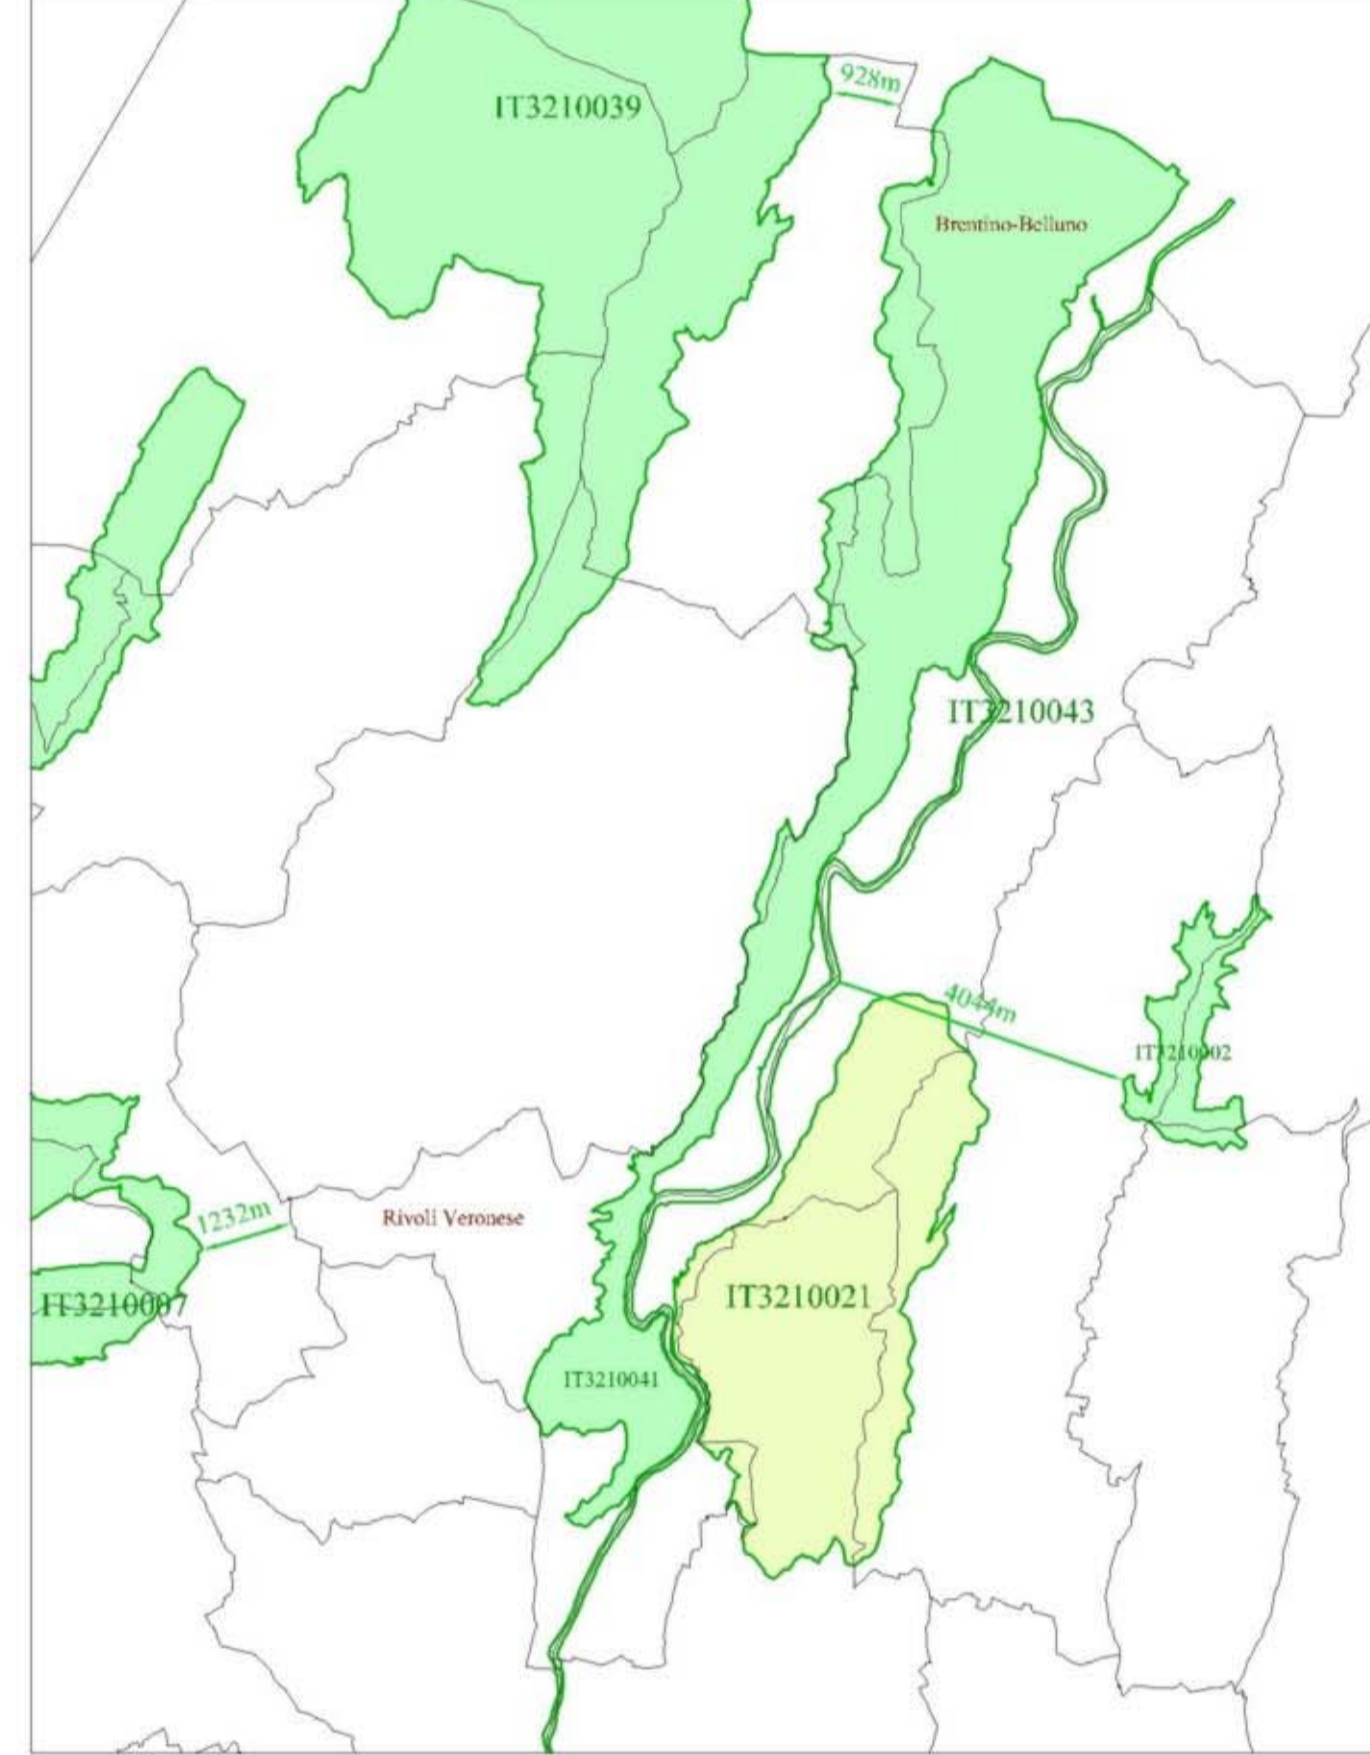 928m
IT3210039
Brentino-Belluno
IT3210043
4044m
IT3210002
1232m
Rivoli Veronese
IT3210021
IT3210007
IT3210041